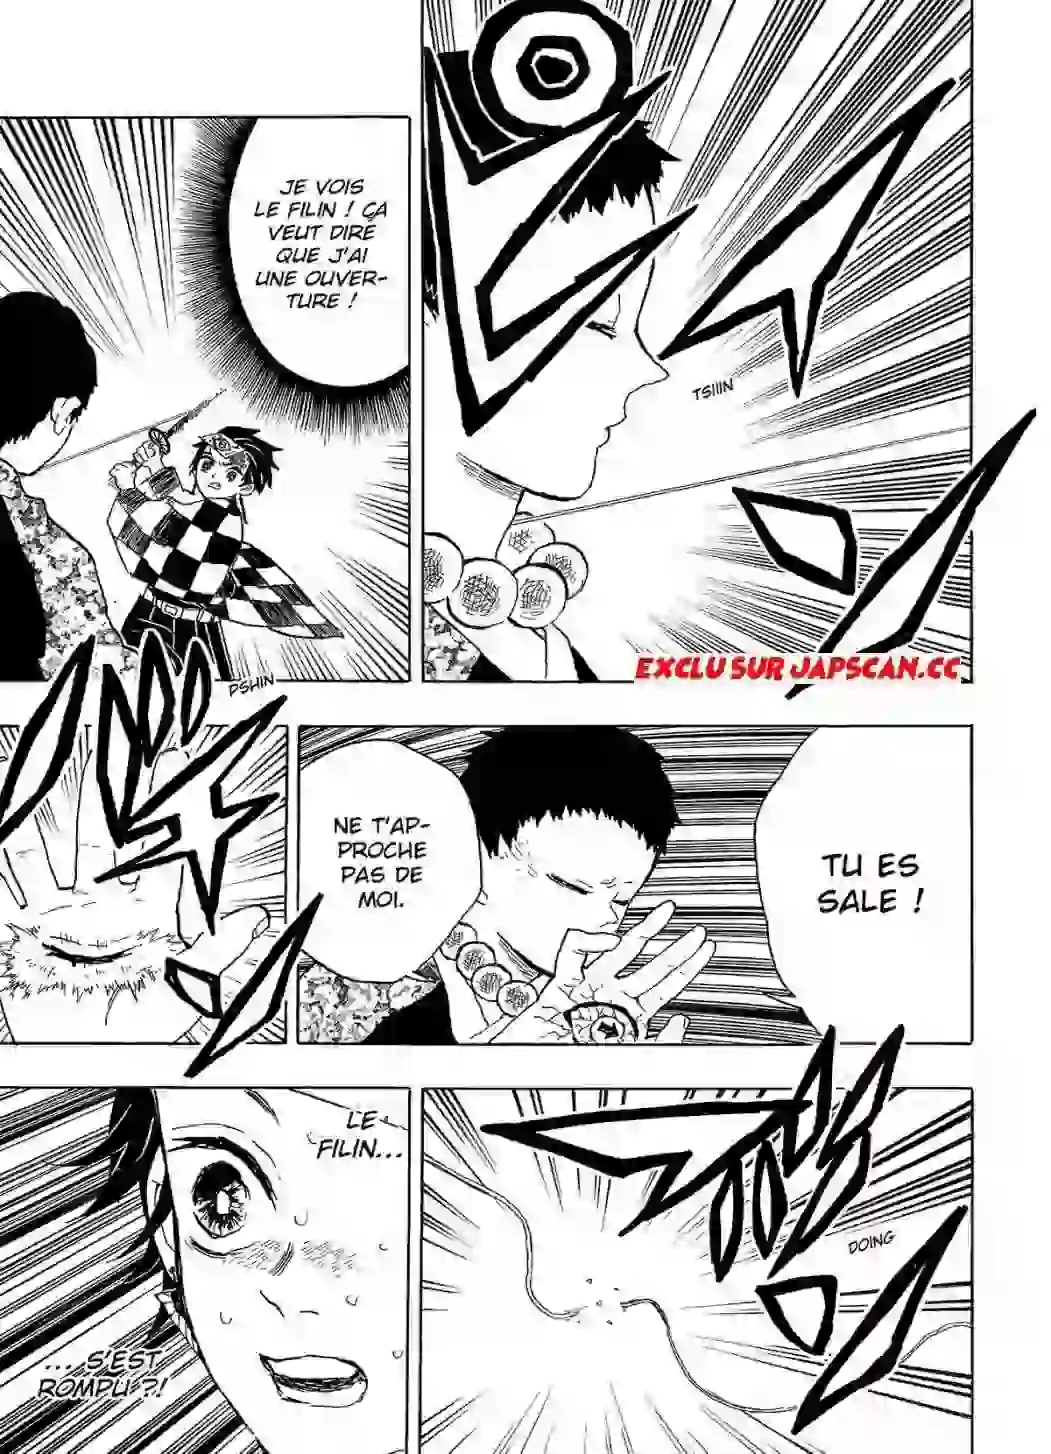 TSIIIN
JE VOIS
LE FILIN ! ÇA
VEUT DIRE
QUE J'AI
UNE OUVER-
TURE !
EXCLU SUR JAPSCAN.CC
TU ES
SALE !
NE T'AP-
PROCHE
PAS DE
MOI.
PSHIN
DOING
LE
FILIN...
... S'EST
ROMPU ?!